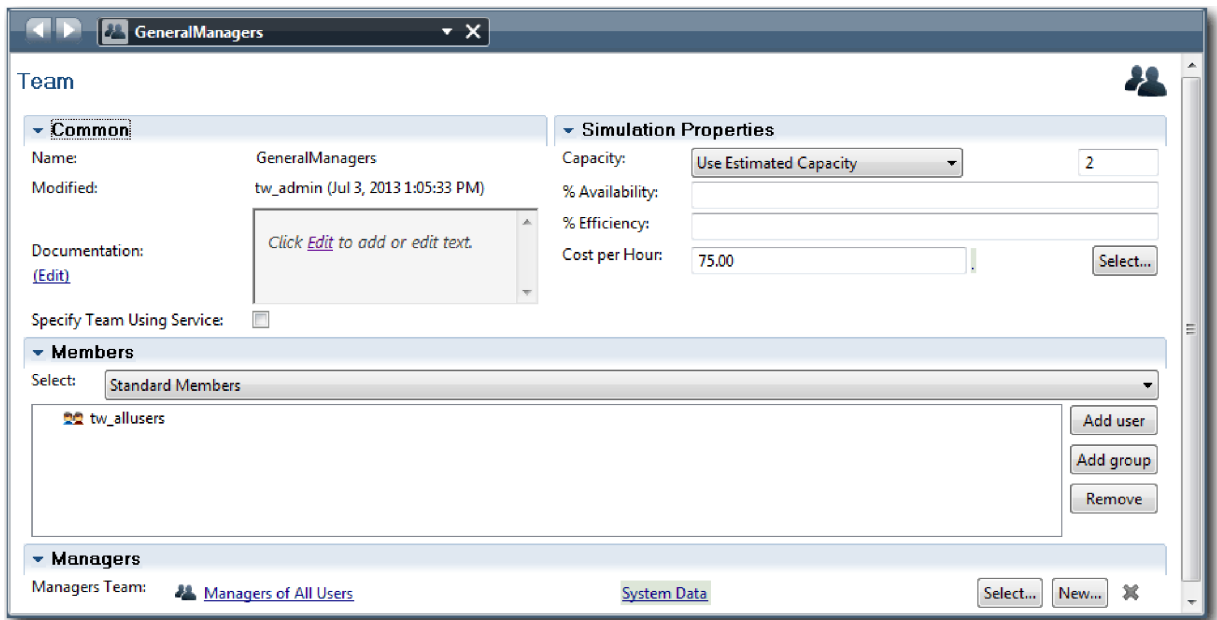 GeneralManagers
Team
Common
Name: GeneralManagers
Modified: tw_admin (Jul 3, 2013 1:05:33 PM)
Documentation:
(Edit)
Click Edit to add or edit text.
Specify Team Using Service:
Simulation Properties
Capacity: Use Estimated Capacity 2
% Availability:
% Efficiency:
Cost per Hour: 75.00 . Select...
Members
Select: Standard Members
tw_allusers
Add user
Add group
Remove
Managers
Managers Team: Managers of All Users System Data Select... New...